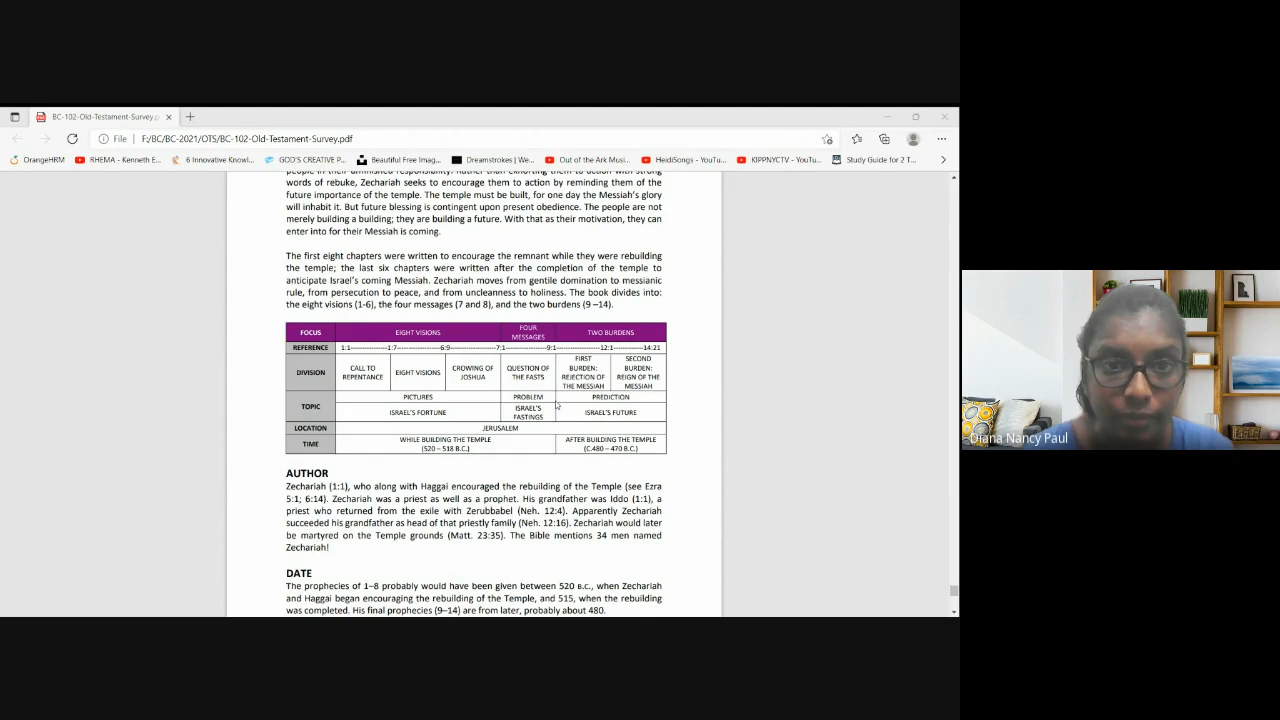 BC-102-Old-Testament-Survey.p
File | F:/BC/BC-2021/OTS/BC-102-Old-Testament-Survey.pdf
OrangeHRM RHEMA - Kenneth E... 6 Innovative Knowl... GOD'S CREATIVE P... Beautiful Free Imag... Dreamstrokes | We... Out of the Ark Musi... HeidiSongs - YouTu... KIPPNYCTV - YouTu... Study Guide for 2 T...
people in their diminished responsibility. Rather than exhorting them to action with strong
words of rebuke, Zechariah seeks to encourage them to action by reminding them of the
future importance of the temple. The temple must be built, for one day the Messiah's glory
will inhabit it. But future blessing is contingent upon present obedience. The people are not
merely building a building; they are building a future. With that as their motivation, they can
enter into for their Messiah is coming.
The first eight chapters were written to encourage the remnant while they were rebuilding
the temple; the last six chapters were written after the completion of the temple to
anticipate Israel's coming Messiah. Zechariah moves from gentile domination to messianic
rule, from persecution to peace, and from uncleanness to holiness. The book divides into:
the eight visions (1-6), the four messages (7 and 8), and the two burdens (9 –14).
FOCUS EIGHT VISIONS FOUR MESSAGES TWO BURDENS
REFERENCE 1:1----------------1:7----------------6:9----------------7:1---------------9:1----------------12:1---------------14:21
DIVISION CALL TO REPENTANCE EIGHT VISIONS CROWING OF JOSHUA QUESTION OF THE FASTS FIRST BURDEN: REJECTION OF THE MESSIAH SECOND BURDEN: REIGN OF THE MESSIAH
TOPIC PICTURES PROBLEM PREDICTION
ISRAEL'S FORTUNE ISRAEL'S FASTINGS ISRAEL'S FUTURE
LOCATION JERUSALEM
TIME WHILE BUILDING THE TEMPLE (520 – 518 B.C.) AFTER BUILDING THE TEMPLE (C.480 – 470 B.C.)
AUTHOR
Zechariah (1:1), who along with Haggai encouraged the rebuilding of the Temple (see Ezra
5:1; 6:14). Zechariah was a priest as well as a prophet. His grandfather was Iddo (1:1), a
priest who returned from the exile with Zerubbabel (Neh. 12:4). Apparently Zechariah
succeeded his grandfather as head of that priestly family (Neh. 12:16). Zechariah would later
be martyred on the Temple grounds (Matt. 23:35). The Bible mentions 34 men named
Zechariah!
DATE
The prophecies of 1–8 probably would have been given between 520 B.C., when Zechariah
and Haggai began encouraging the rebuilding of the Temple, and 515, when the rebuilding
was completed. His final prophecies (9–14) are from later, probably about 480.
Diana Nancy Paul